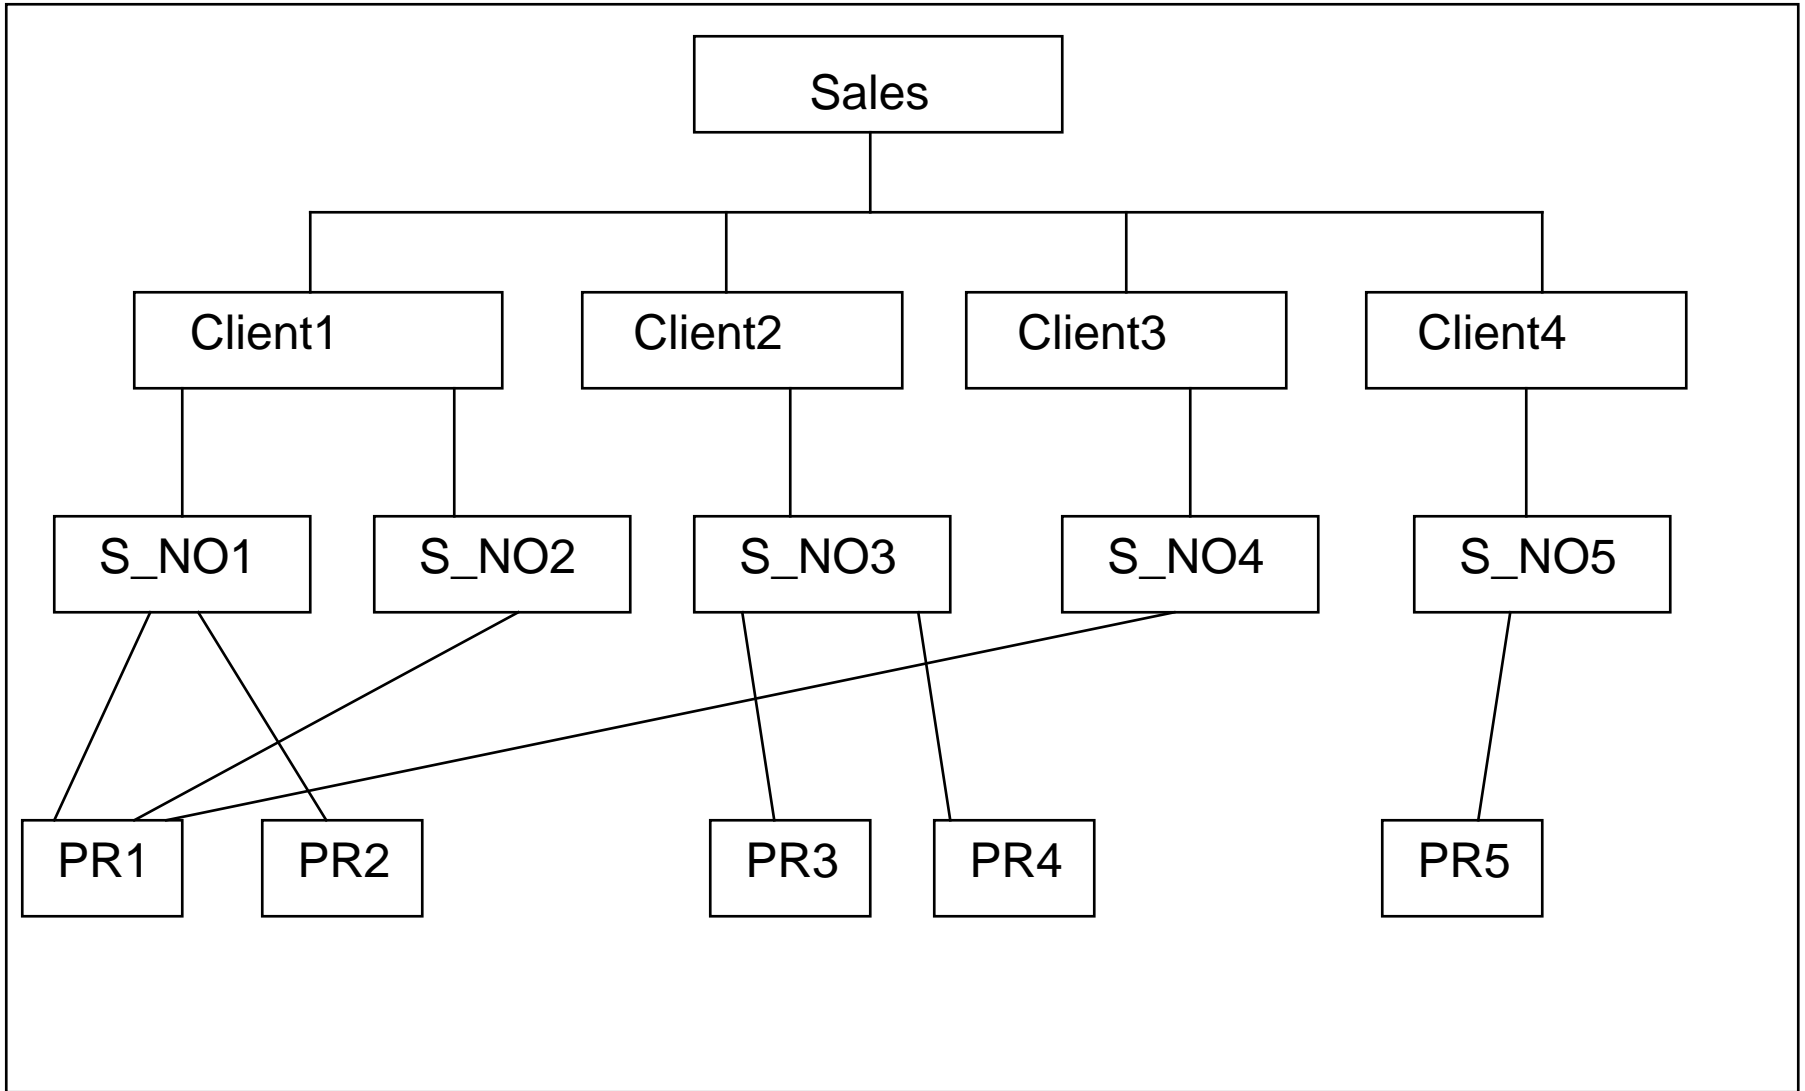 Sales
Client1
Client2
Client3
Client4
S_NO1
S_NO2
S_NO3
S_NO4
S_NO5
PR1
PR2
PR3
PR4
PR5